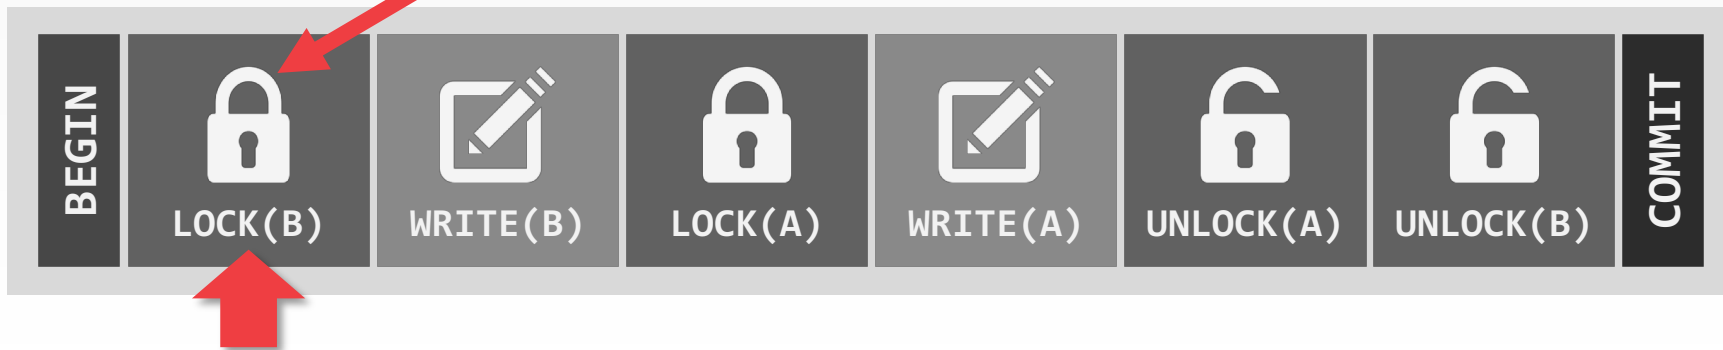 BEGIN
LOCK(B)
WRITE(B)
LOCK(A)
WRITE(A)
UNLOCK(A)
UNLOCK(B)
COMMIT